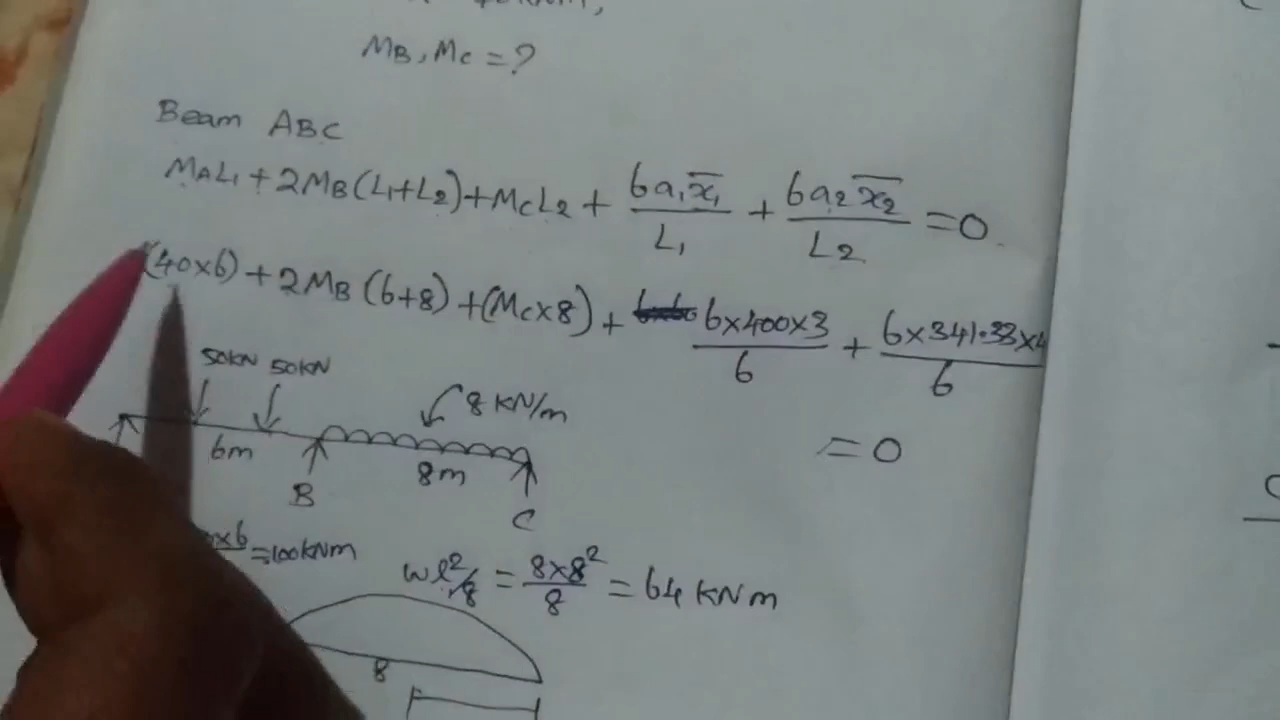 MB, MC = ?
Beam ABC
MAL1 + 2MB(L1+L2) + MCL2 + 6a1x̅1/L1 + 6a2x̅2/L2 = 0
(40×6) + 2MB (6+8) + (MC×8) + 6×400×3/6 + 6×341.33×4/6
= 0
50KN 50KN
8 KN/m
6m
8m
B
C
×6 = 100KNm
wl²/8 = 8×8²/8 = 64 KNm
8